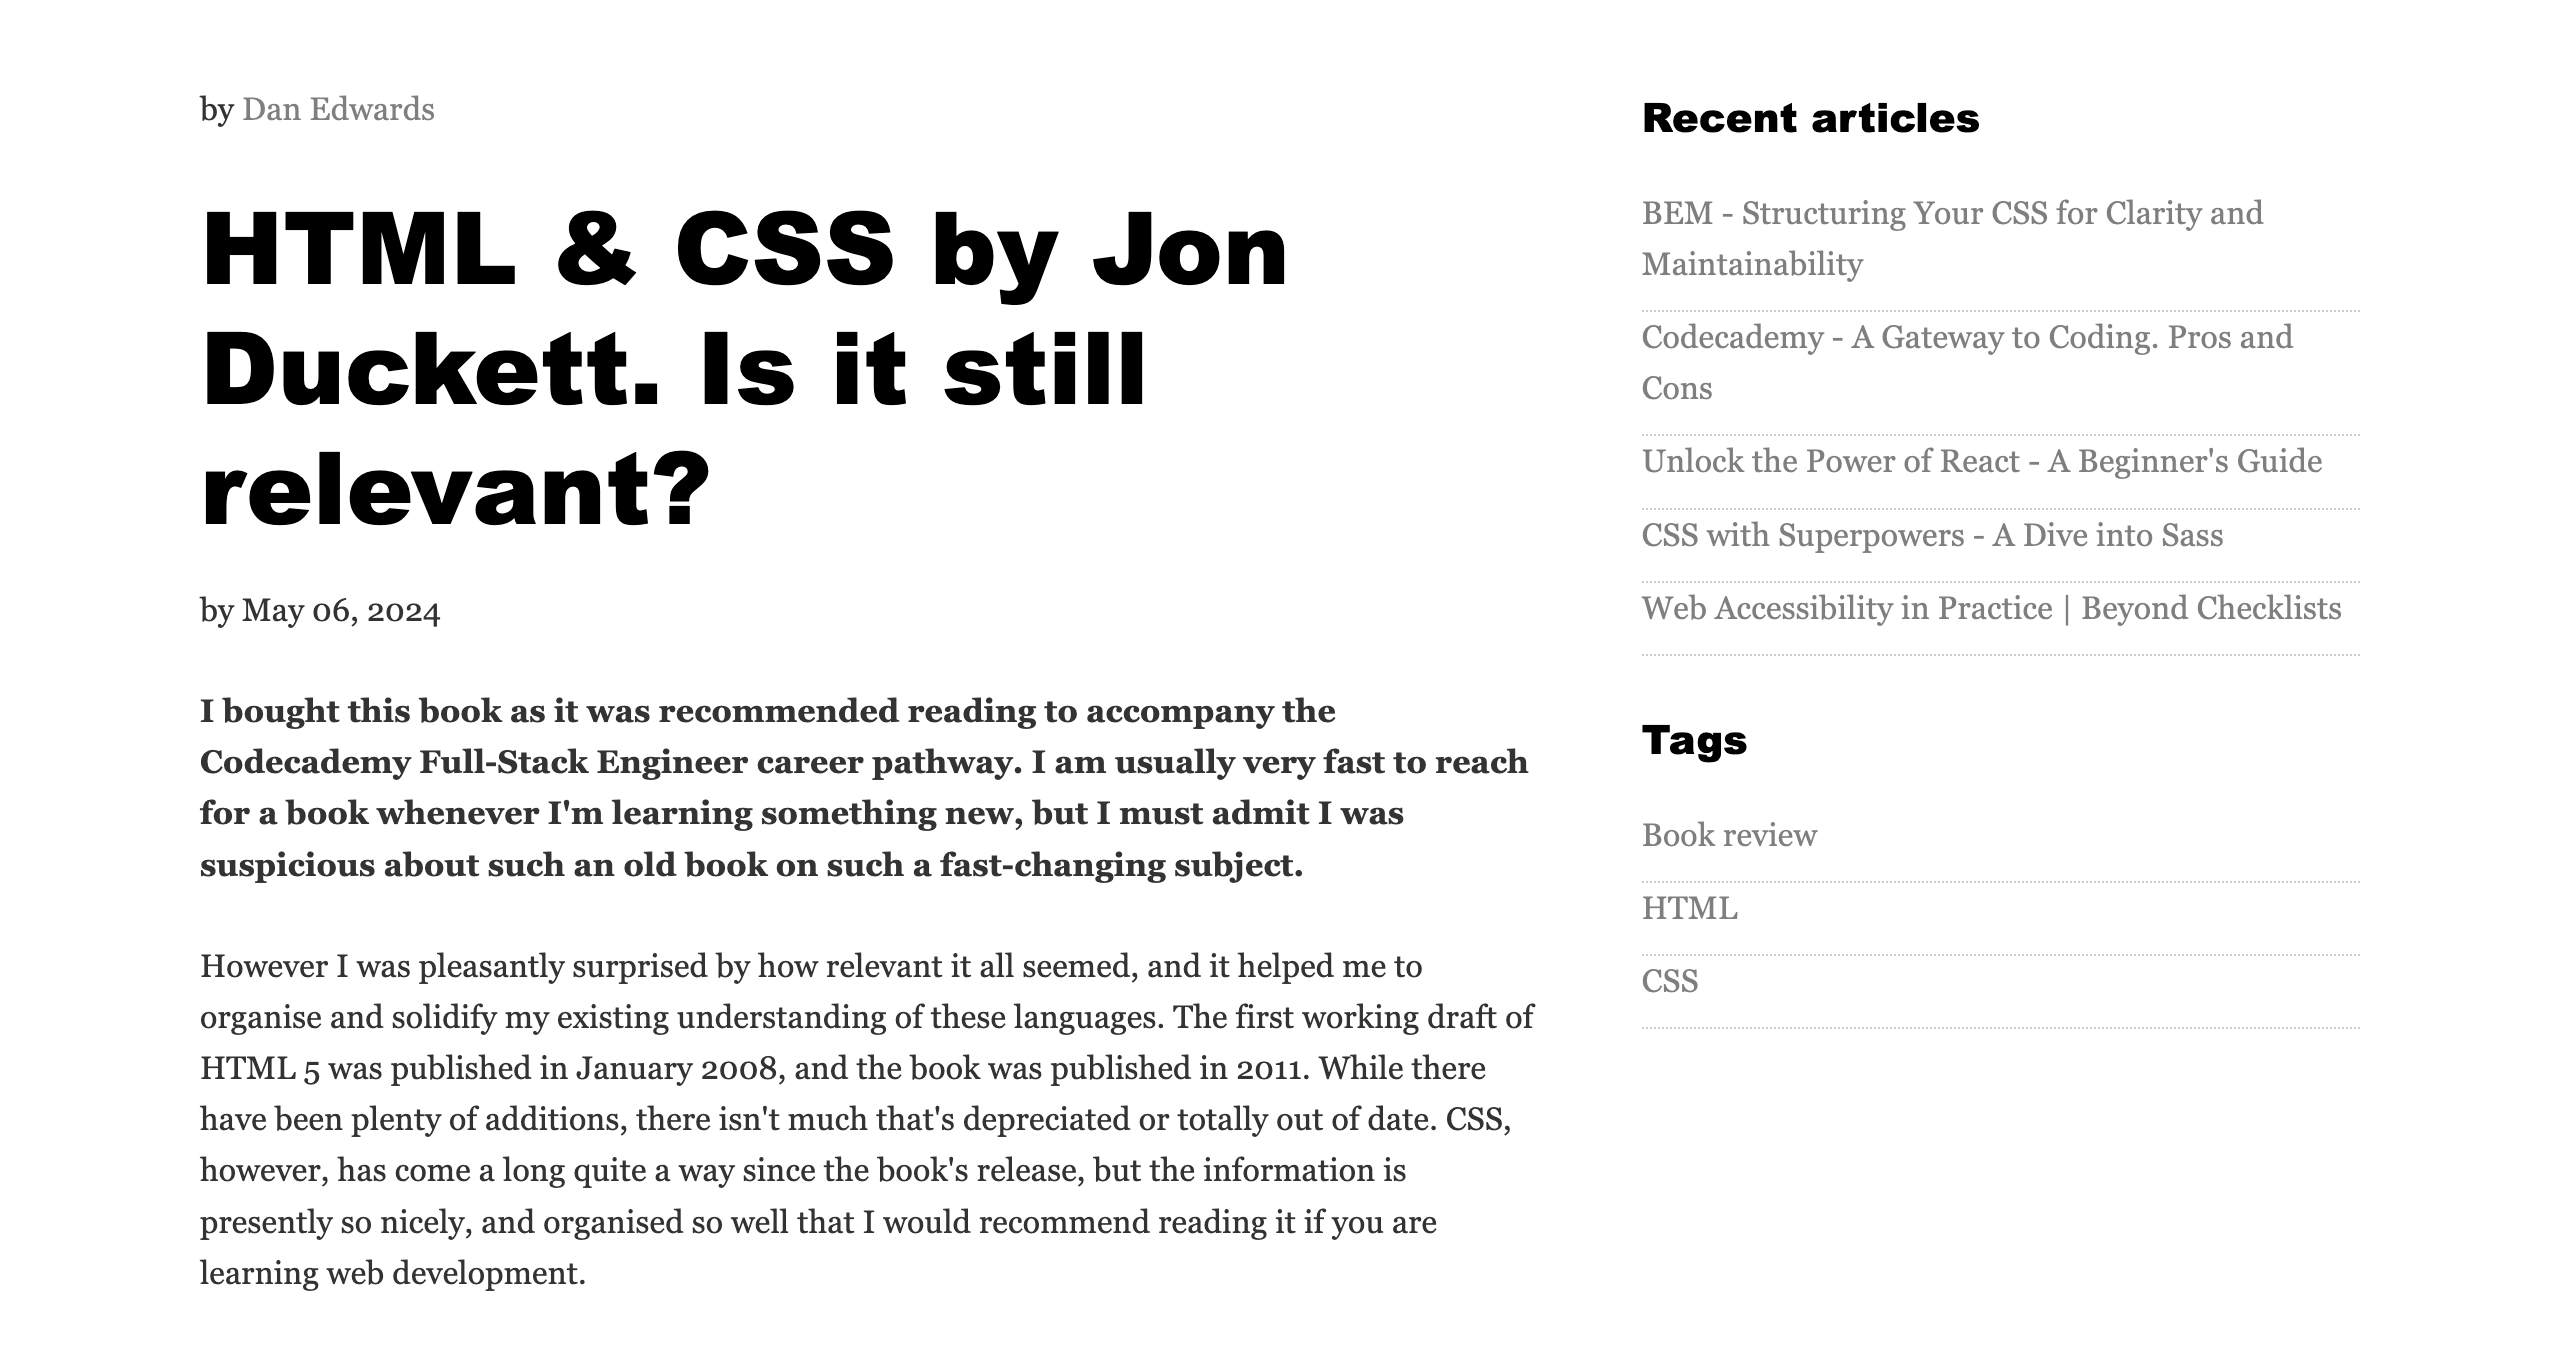 by Dan Edwards
HTML & CSS by Jon
Duckett. Is it still
relevant?
by May 06, 2024
I bought this book as it was recommended reading to accompany the
Codecademy Full-Stack Engineer career pathway. I am usually very fast to reach
for a book whenever I'm learning something new, but I must admit I was
suspicious about such an old book on such a fast-changing subject.
However I was pleasantly surprised by how relevant it all seemed, and it helped me to
organise and solidify my existing understanding of these languages. The first working draft of
HTML 5 was published in January 2008, and the book was published in 2011. While there
have been plenty of additions, there isn't much that's depreciated or totally out of date. CSS,
however, has come a long quite a way since the book's release, but the information is
presently so nicely, and organised so well that I would recommend reading it if you are
learning web development.
Recent articles
BEM - Structuring Your CSS for Clarity and
Maintainability
Codecademy - A Gateway to Coding. Pros and
Cons
Unlock the Power of React - A Beginner's Guide
CSS with Superpowers - A Dive into Sass
Web Accessibility in Practice | Beyond Checklists
Tags
Book review
HTML
CSS